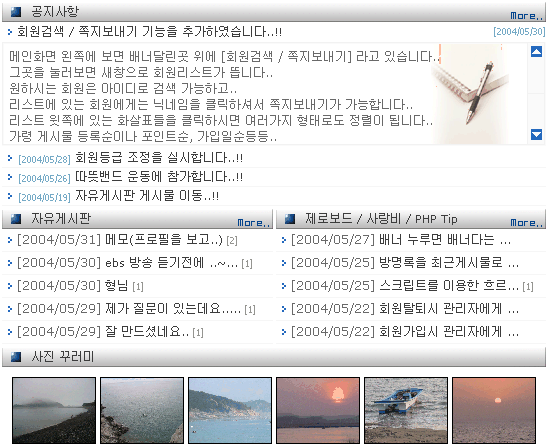 공지사항
More..
회원검색 / 쪽지보내기 기능을 추가하였습니다..!! [2004/05/30]
메인화면 왼쪽에 보면 배너달린곳 위에 [회원검색 / 쪽지보내기] 라고 있습니다..
그곳을 눌러보면 새창으로 회원리스트가 뜹니다..
원하시는 회원은 아이디로 검색 가능하고..
리스트에 있는 회원에게는 닉네임을 클릭하셔서 쪽지보내기가 가능합니다..
리스트 윗쪽에 있는 화살표들을 클릭하시면 여러가지 형태로도 정렬이 됩니다..
가령 게시물 등록순이나 포인트순, 가입일순등등..
[2004/05/28] 회원등급 조정을 실시합니다..!!
[2004/05/26] 따뜻밴드 운동에 참가합니다..!!
[2004/05/19] 자유게시판 게시물 이동..!!
자유게시판
More..
[2004/05/31] 메모(프로필을 보고..) [2]
[2004/05/30] ebs 방송 듣기전에 ..~... [1]
[2004/05/30] 형님 [1]
[2004/05/29] 제가 질문이 있는데요..... [1]
[2004/05/29] 잘 만드셨네요.. [1]
제로보드 / 사랑비 / PHP Tip
More..
[2004/05/27] 배너 누루면 배너다는 ...
[2004/05/25] 방명록을 최근게시물로 ...
[2004/05/25] 스크립트를 이용한 흐르... [1]
[2004/05/22] 회원탈퇴시 관리자에게 ...
[2004/05/22] 회원가입시 관리자에게 ...
사진 꾸러미